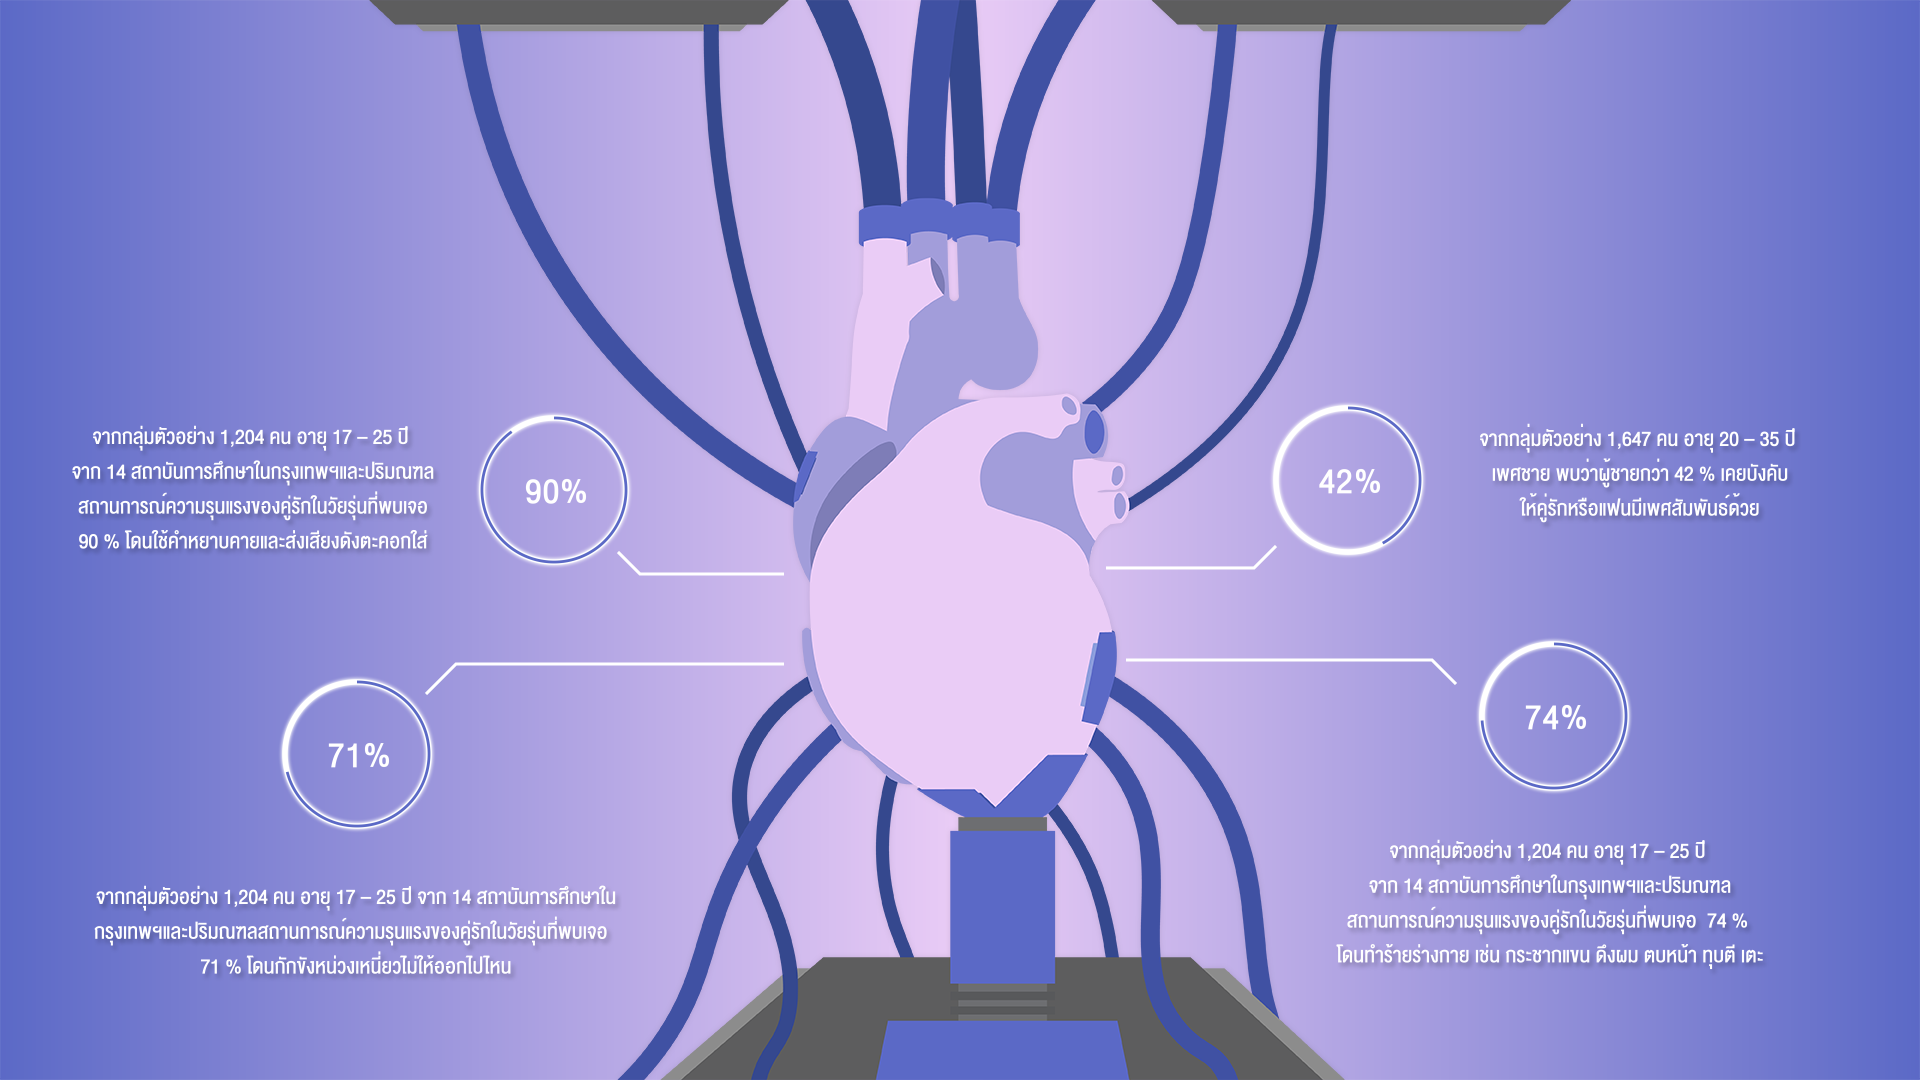 จากกลุ่มตัวอย่าง 1,204 คน อายุ 17 – 25 ปี
จาก 14 สถาบันการศึกษาในกรุงเทพฯและปริมณฑล
สถานการณ์ความรุนแรงของคู่รักในวัยรุ่นที่พบเจอ
90 % โดนใช้คำหยาบคายและส่งเสียงดังตะคอกใส่
90%
42%
จากกลุ่มตัวอย่าง 1,647 คน อายุ 20 – 35 ปี
เพศชาย พบว่าผู้ชายกว่า 42 % เคยบังคับ
ให้คู่รักหรือแฟนมีเพศสัมพันธ์ด้วย
71%
จากกลุ่มตัวอย่าง 1,204 คน อายุ 17 – 25 ปี จาก 14 สถาบันการศึกษาใน
กรุงเทพฯและปริมณฑลสถานการณ์ความรุนแรงของคู่รักในวัยรุ่นที่พบเจอ
71 % โดนกักขังหน่วงเหนี่ยวไม่ให้ออกไปไหน
74%
จากกลุ่มตัวอย่าง 1,204 คน อายุ 17 – 25 ปี
จาก 14 สถาบันการศึกษาในกรุงเทพฯและปริมณฑล
สถานการณ์ความรุนแรงของคู่รักในวัยรุ่นที่พบเจอ 74 %
โดนทำร้ายร่างกาย เช่น กระชากแขน ดึงผม ตบหน้า ทุบตี เตะ